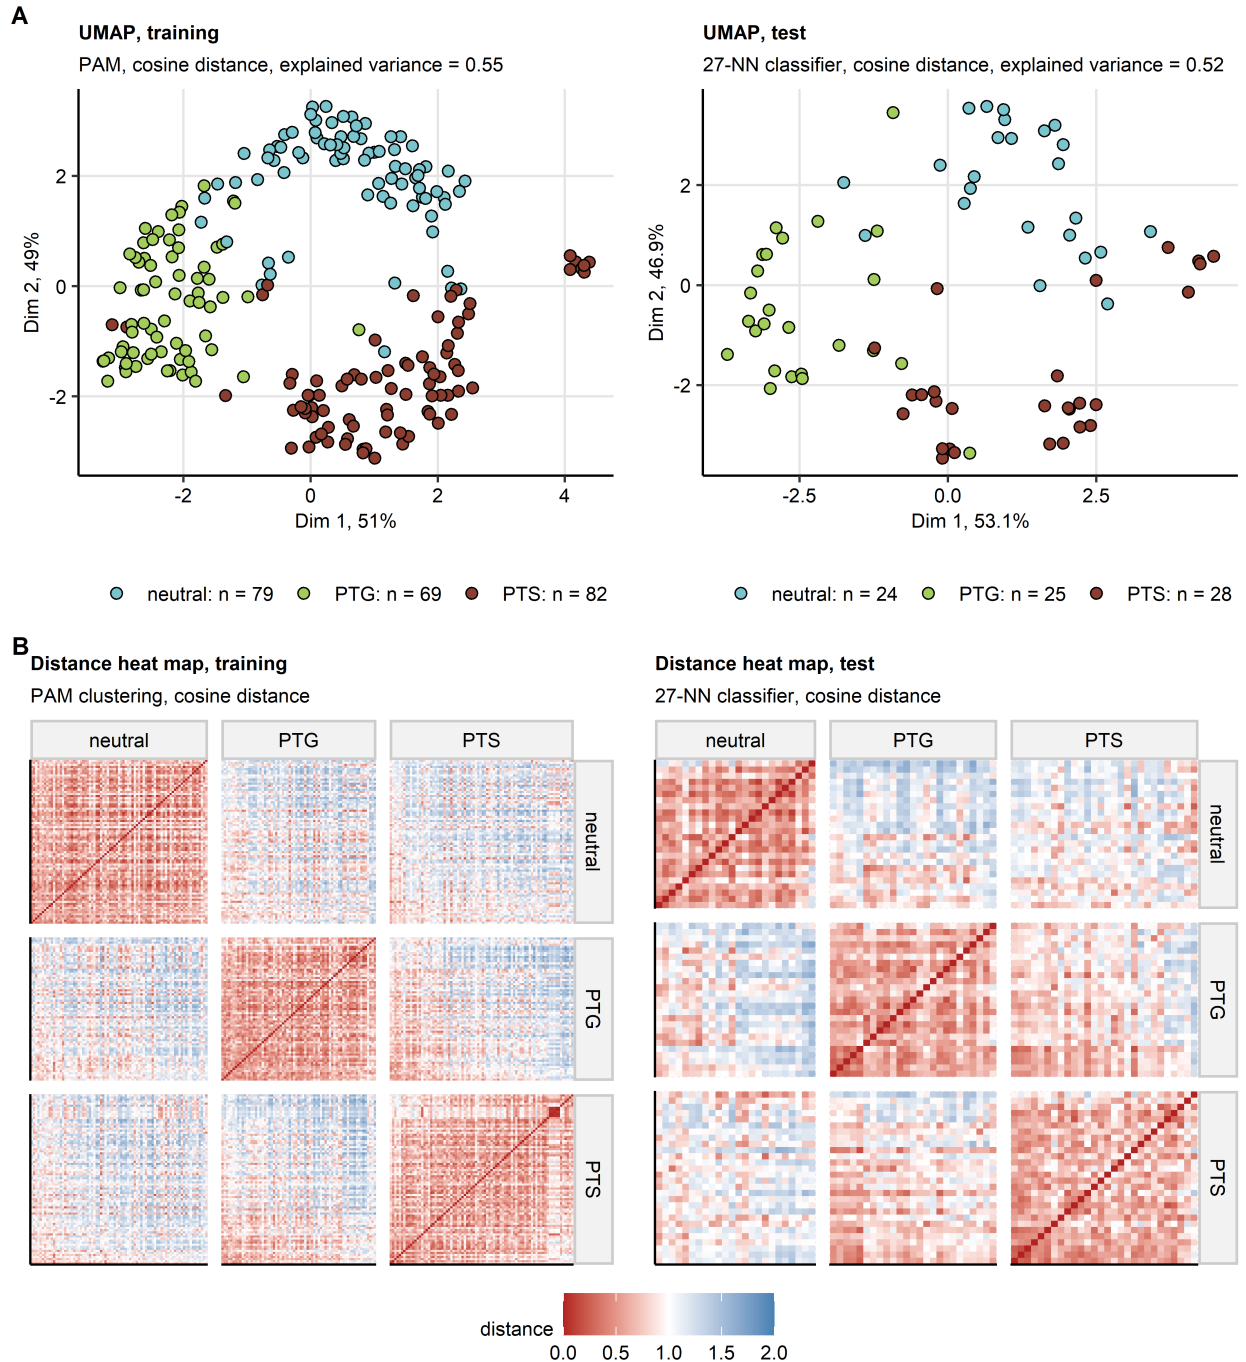 A
UMAP, training
PAM, cosine distance, explained variance = 0.55
Dim 2, 49%
2
0
-2
-2
0
2
4
Dim 1, 51%
neutral: n = 79
PTG: n = 69
PTS: n = 82
UMAP, test
27-NN classifier, cosine distance, explained variance = 0.52
Dim 2, 46.9%
2
0
-2
-2.5
0.0
2.5
Dim 1, 53.1%
neutral: n = 24
PTG: n = 25
PTS: n = 28
B
Distance heat map, training
PAM clustering, cosine distance
neutral
PTG
PTS
neutral
PTG
PTS
Distance heat map, test
27-NN classifier, cosine distance
neutral
PTG
PTS
neutral
PTG
PTS
distance
0.0
0.5
1.0
1.5
2.0